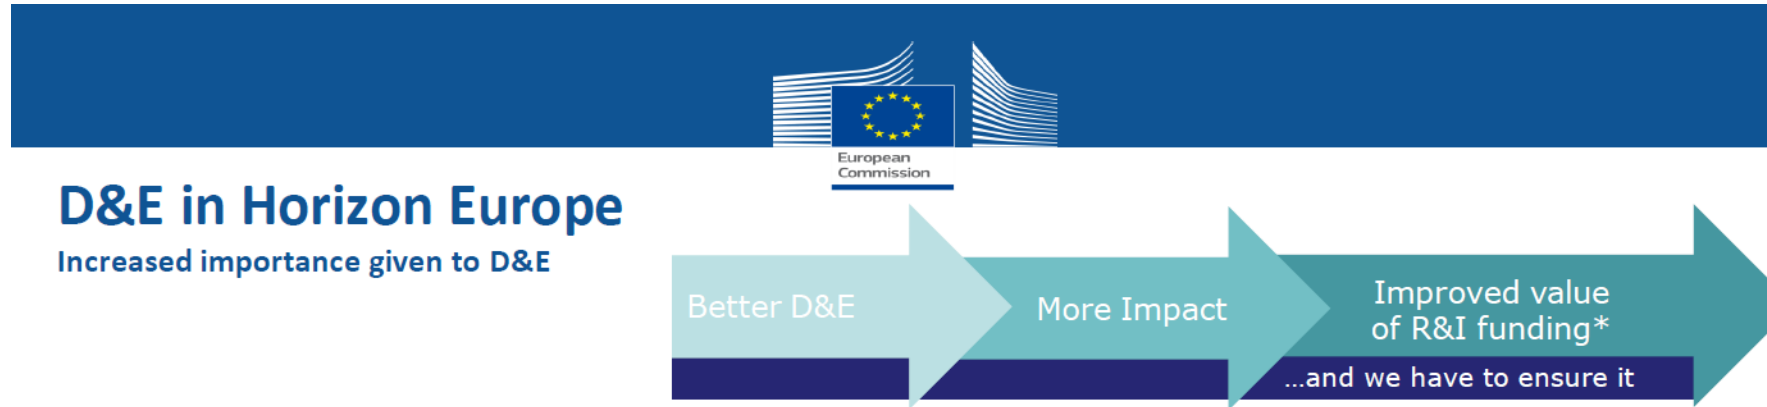 European
Commission
D&E in Horizon Europe
Increased importance given to D&E
Better D&E
More Impact
Improved value
of R&I funding*
...and we have to ensure it